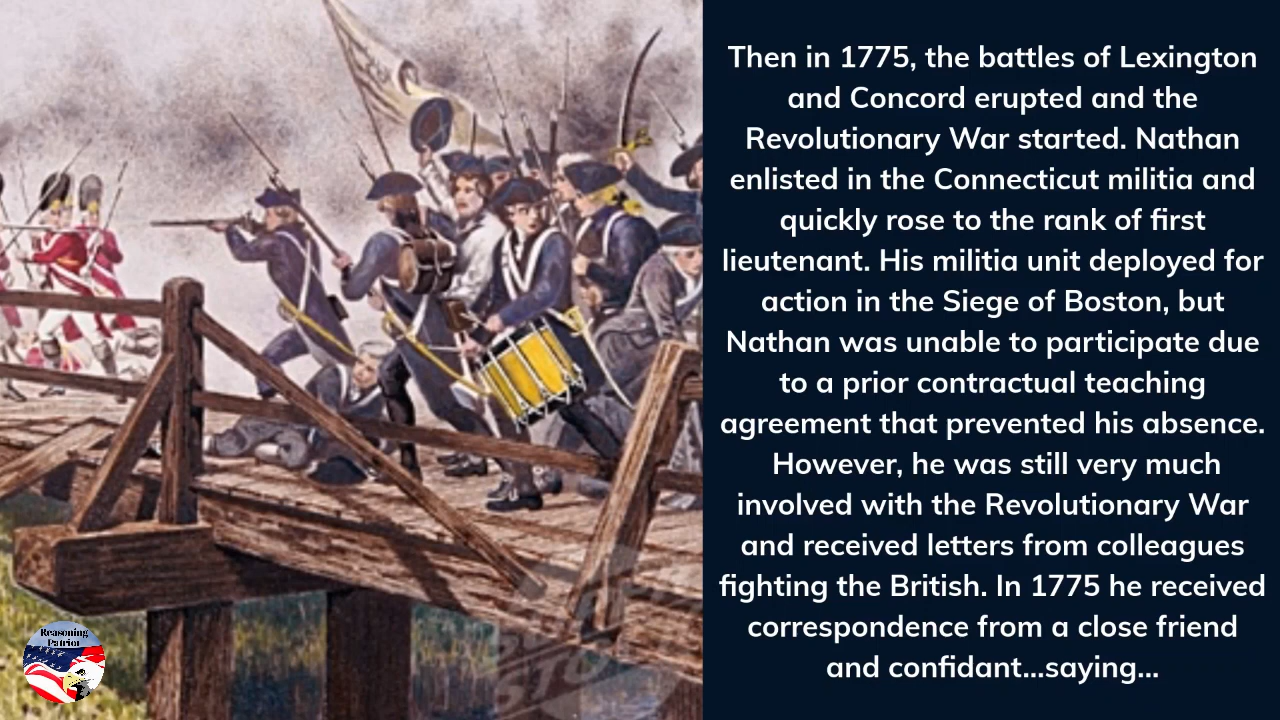 Then in 1775, the battles of Lexington
and Concord erupted and the
Revolutionary War started. Nathan
enlisted in the Connecticut militia and
quickly rose to the rank of first
lieutenant. His militia unit deployed for
action in the Siege of Boston, but
Nathan was unable to participate due
to a prior contractual teaching
agreement that prevented his absence.
However, he was still very much
involved with the Revolutionary War
and received letters from colleagues
fighting the British. In 1775 he received
correspondence from a close friend
and confidant...saying...
Reasoning
Patriot